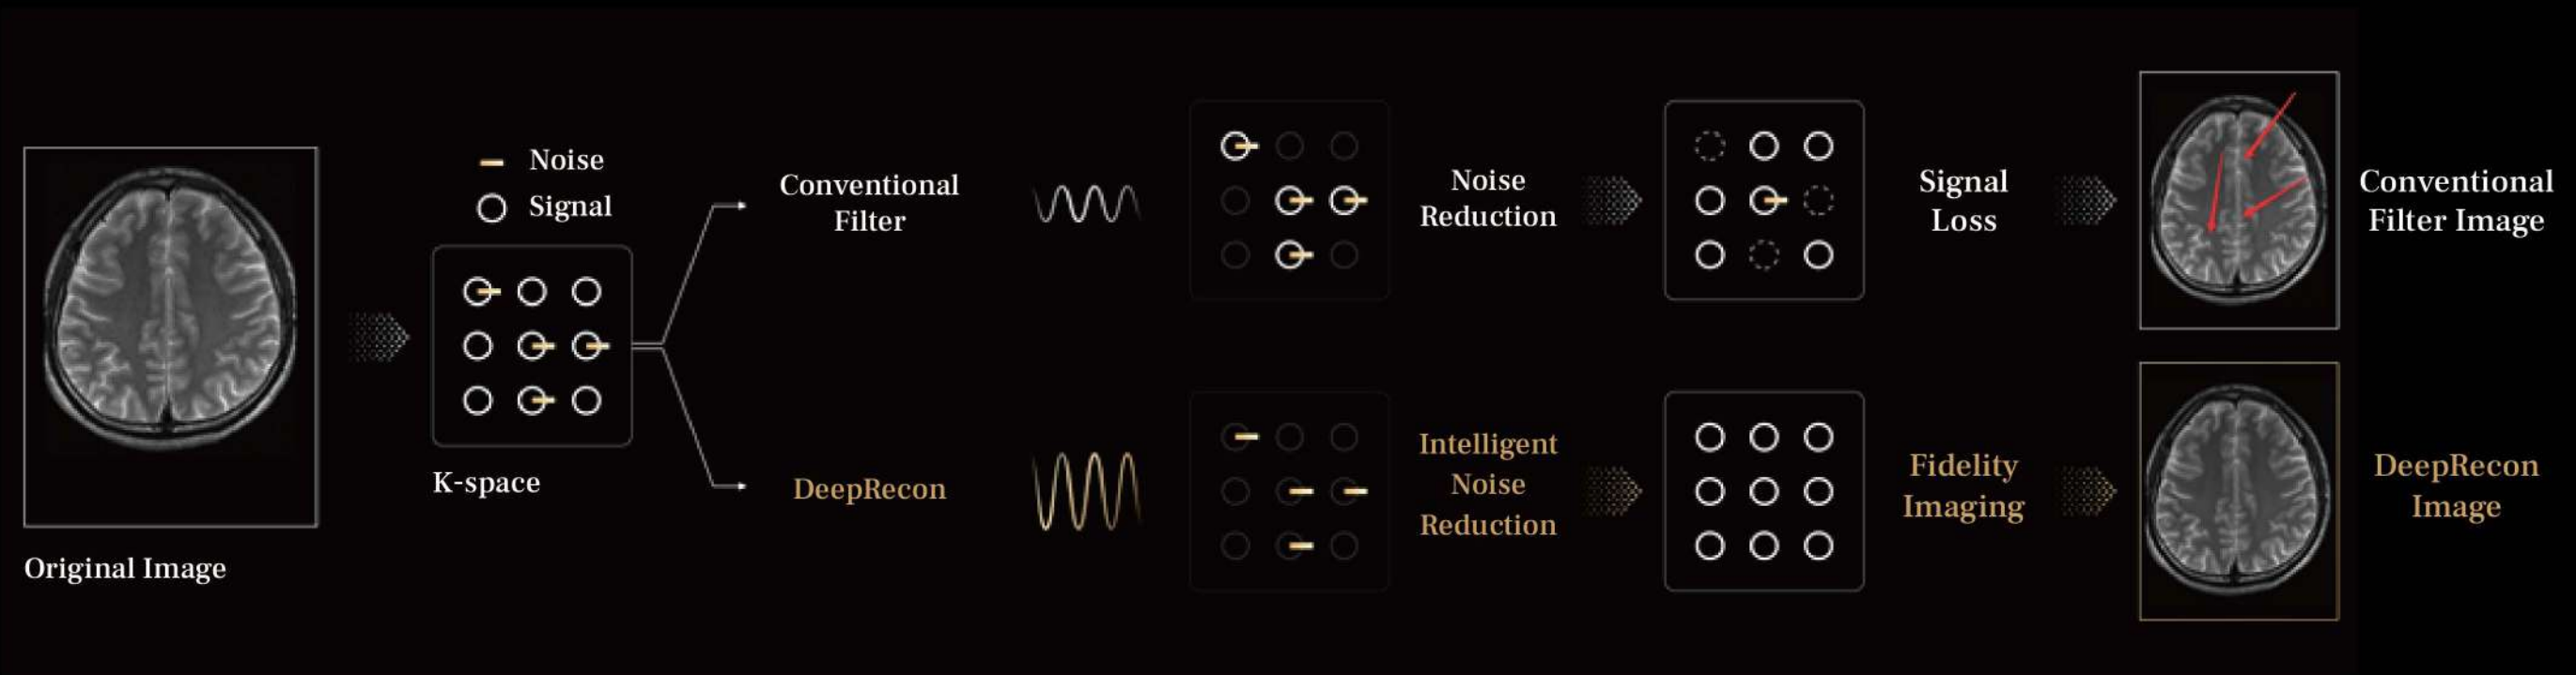 Original Image
Noise
Signal
K-space
Conventional
Filter
Noise
Reduction
Signal
Loss
Conventional
Filter Image
DeepRecon
Intelligent
Noise
Reduction
Fidelity
Imaging
DeepRecon
Image